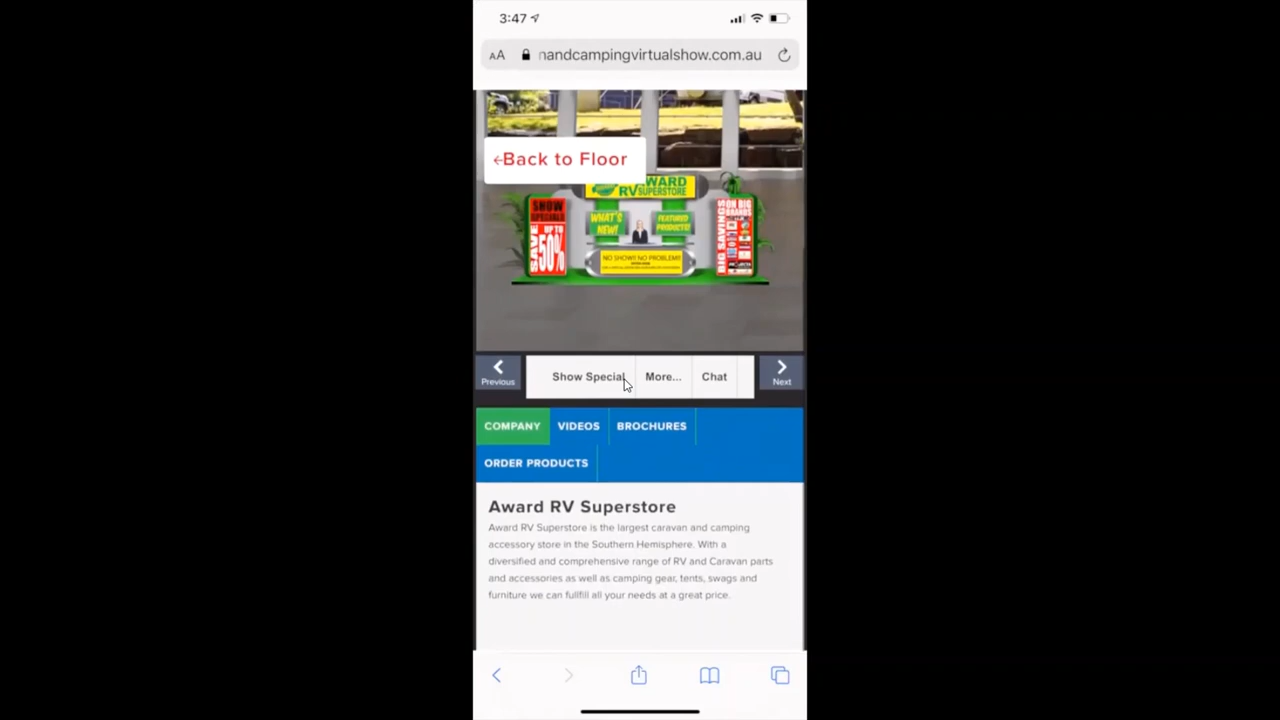 3:47
AA
nandcampingvirtualshow.com.au
←Back to Floor
AWARD
RV SUPERSTORE
SHOW
SPECIALS
SAVE UP TO 50%
WHAT'S
NEW!
FEATURED
PRODUCTS!
NO SHOW!! NO PROBLEM!!
BIG SAVINGS
ON BIG
BRANDS
Previous
Show Special
More...
Chat
Next
COMPANY
VIDEOS
BROCHURES
ORDER PRODUCTS
Award RV Superstore
Award RV Superstore is the largest caravan and camping
accessory store in the Southern Hemisphere. With a
diversified and comprehensive range of RV and Caravan parts
and accessories as well as camping gear, tents, swags and
furniture we can fullfill all your needs at a great price.